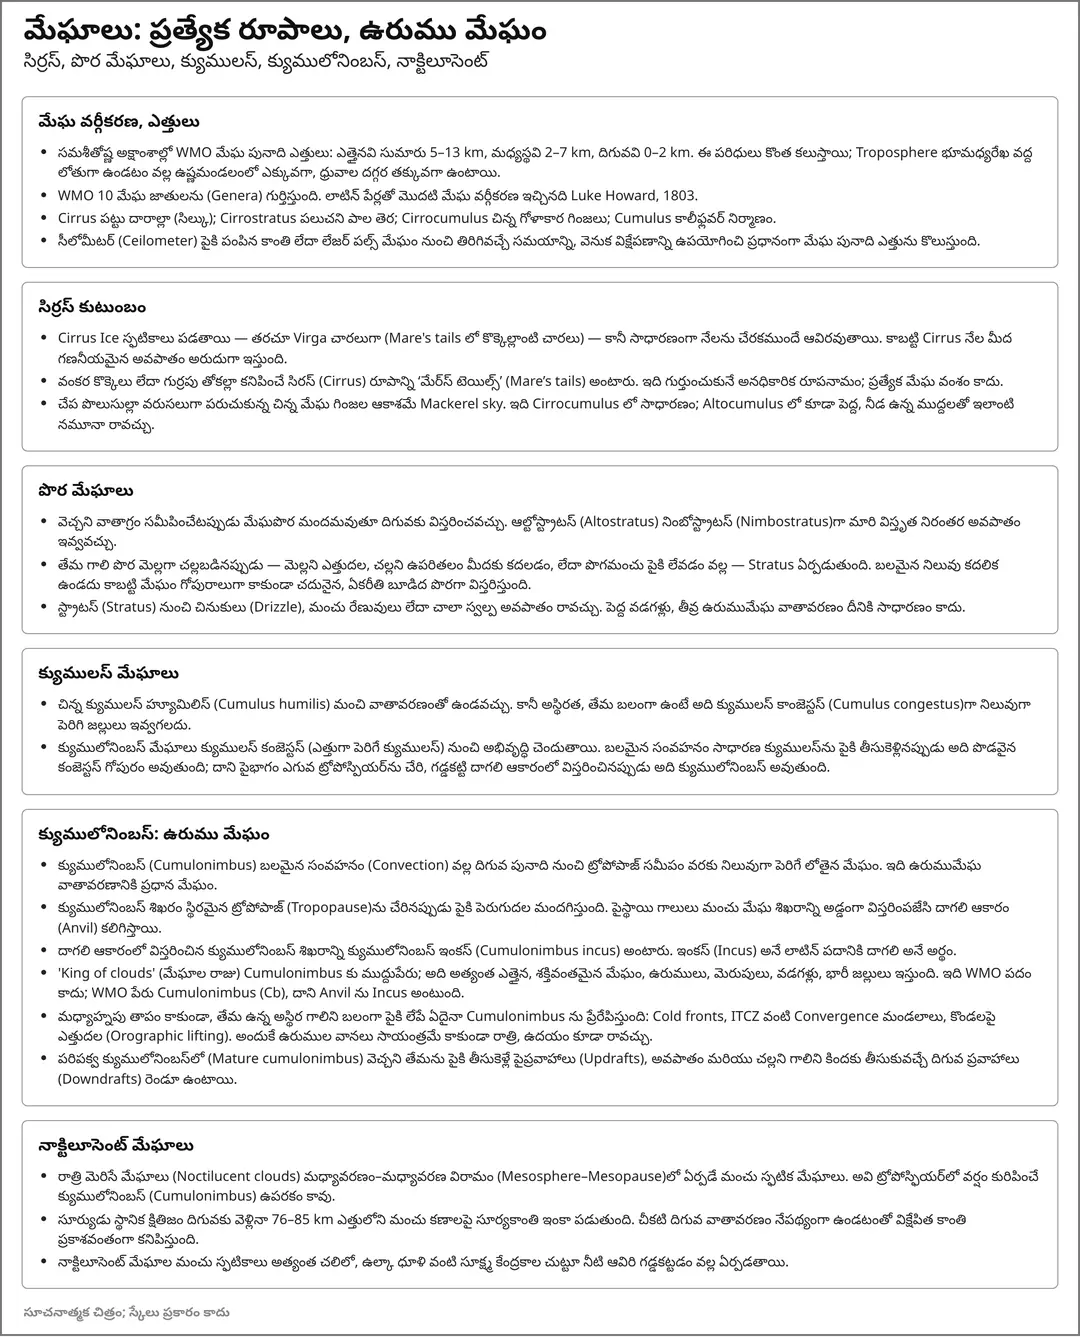 మేఘాలు: ప్రత్యేక రూపాలు, ఉరుము మేఘం
సిర్రస్, పొర మేఘాలు, క్యుములస్, క్యుములోనింబస్, నాక్టిలూసెంట్
మేఘ వర్గీకరణ, ఎత్తులు
• సమశీతోష్ణ అక్షాంశాల్లో WMO మేఘ పునాది ఎత్తులు: ఎత్తైనవి సుమారు 5–13 km, మధ్యస్థవి 2–7 km, దిగువవి 0–2 km. ఈ పరిధులు కొంత కలుస్తాయి; Troposphere భూమధ్యరేఖ వద్ద
లోతుగా ఉండటం వల్ల ఉష్ణమండలంలో ఎక్కువగా, ధ్రువాల దగ్గర తక్కువగా ఉంటాయి.
• WMO 10 మేఘ జాతులను (Genera) గుర్తిస్తుంది. లాటిన్ పేర్లతో మొదటి మేఘ వర్గీకరణ ఇచ్చినది Luke Howard, 1803.
• Cirrus పట్టు దారాల్లా (సిల్కు); Cirrostratus పలుచని పాల తెర; Cirrocumulus చిన్న గోళాకార గింజలు; Cumulus కాలీఫ్లవర్ నిర్మాణం.
• సీలోమీటర్ (Ceilometer) పైకి పంపిన కాంతి లేదా లేజర్ పల్స్ మేఘం నుంచి తిరిగివచ్చే సమయాన్ని, వెనుక విక్షేపణాన్ని ఉపయోగించి ప్రధానంగా మేఘ పునాది ఎత్తును కొలుస్తుంది.
సిర్రస్ కుటుంబం
• Cirrus Ice స్ఫటికాలు పడతాయి — తరచూ Virga చారలుగా (Mare's tails లో కొక్కెల్లాంటి చారలు) — కానీ సాధారణంగా నేలను చేరకముందే ఆవిరవుతాయి. కాబట్టి Cirrus నేల మీద
గణనీయమైన అవపాతం అరుదుగా ఇస్తుంది.
• వంకర కొక్కెలు లేదా గుర్రపు తోకల్లా కనిపించే సిరస్ (Cirrus) రూపాన్ని ‘మేర్‌స్ టెయిల్స్’ (Mare’s tails) అంటారు. ఇది గుర్తుంచుకునే అనధికారిక రూపనామం; ప్రత్యేక మేఘ వంశం కాదు.
• చేప పొలుసుల్లా వరుసలుగా పరుచుకున్న చిన్న మేఘ గింజల ఆకాశమే Mackerel sky. ఇది Cirrocumulus లో సాధారణం; Altocumulus లో కూడా పెద్ద, నీడ ఉన్న ముద్దలతో ఇలాంటి
నమూనా రావచ్చు.
పొర మేఘాలు
• వెచ్చని వాతాగ్రం సమీపించేటప్పుడు మేఘపొర మందమవుతూ దిగువకు విస్తరించవచ్చు. ఆల్టోస్ట్రాటస్ (Altostratus) నింబోస్ట్రాటస్ (Nimbostratus)గా మారి విస్తృత నిరంతర అవపాతం
ఇవ్వవచ్చు.
• తేమ గాలి పొర మెల్లగా చల్లబడినప్పుడు — మెల్లని ఎత్తుదల, చల్లని ఉపరితలం మీదకు కదలడం, లేదా పొగమంచు పైకి లేవడం వల్ల — Stratus ఏర్పడుతుంది. బలమైన నిలువు కదలిక
ఉండదు కాబట్టి మేఘం గోపురాలుగా కాకుండా చదునైన, ఏకరీతి బూడిద పొరగా విస్తరిస్తుంది.
• స్ట్రాటస్ (Stratus) నుంచి చినుకులు (Drizzle), మంచు రేణువులు లేదా చాలా స్వల్ప అవపాతం రావచ్చు. పెద్ద వడగళ్లు, తీవ్ర ఉరుముమేఘ వాతావరణం దీనికి సాధారణం కాదు.
క్యుములస్ మేఘాలు
• చిన్న క్యుములస్ హ్యూమిలిస్ (Cumulus humilis) మంచి వాతావరణంతో ఉండవచ్చు. కానీ అస్థిరత, తేమ బలంగా ఉంటే అది క్యుములస్ కాంజెస్టస్ (Cumulus congestus)గా నిలువుగా
పెరిగి జల్లులు ఇవ్వగలదు.
• క్యుములోనింబస్ మేఘాలు క్యుములస్ కంజెస్టస్ (ఎత్తుగా పెరిగే క్యుములస్) నుంచి అభివృద్ధి చెందుతాయి. బలమైన సంవహనం సాధారణ క్యుములస్‌ను పైకి తీసుకెళ్లినప్పుడు అది పొడవైన
కంజెస్టస్ గోపురం అవుతుంది; దాని పైభాగం ఎగువ ట్రోపోస్పియర్‌ను చేరి, గడ్డకట్టి దాగలి ఆకారంలో విస్తరించినప్పుడు అది క్యుములోనింబస్ అవుతుంది.
క్యుములోనింబస్: ఉరుము మేఘం
• క్యుములోనింబస్ (Cumulonimbus) బలమైన సంవహనం (Convection) వల్ల దిగువ పునాది నుంచి ట్రోపోపాజ్ సమీపం వరకు నిలువుగా పెరిగే లోతైన మేఘం. ఇది ఉరుముమేఘ
వాతావరణానికి ప్రధాన మేఘం.
• క్యుములోనింబస్ శిఖరం స్థిరమైన ట్రోపోపాజ్ (Tropopause)ను చేరినప్పుడు పైకి పెరుగుదల మందగిస్తుంది. పైస్థాయి గాలులు మంచు మేఘ శిఖరాన్ని అడ్డంగా విస్తరింపజేసి దాగలి ఆకారం
(Anvil) కలిగిస్తాయి.
• దాగలి ఆకారంలో విస్తరించిన క్యుములోనింబస్ శిఖరాన్ని క్యుములోనింబస్ ఇంకస్ (Cumulonimbus incus) అంటారు. ఇంకస్ (Incus) అనే లాటిన్ పదానికి దాగలి అనే అర్థం.
• 'King of clouds' (మేఘాల రాజు) Cumulonimbus కు ముద్దుపేరు; అది అత్యంత ఎత్తైన, శక్తివంతమైన మేఘం, ఉరుములు, మెరుపులు, వడగళ్లు, భారీ జల్లులు ఇస్తుంది. ఇది WMO పదం
కాదు; WMO పేరు Cumulonimbus (Cb), దాని Anvil ను Incus అంటుంది.
• మధ్యాహ్నపు తాపం కాకుండా, తేమ ఉన్న అస్థిర గాలిని బలంగా పైకి లేపే ఏదైనా Cumulonimbus ను ప్రేరేపిస్తుంది: Cold fronts, ITCZ వంటి Convergence మండలాలు, కొండలపై
ఎత్తుదల (Orographic lifting). అందుకే ఉరుముల వానలు సాయంత్రమే కాకుండా రాత్రి, ఉదయం కూడా రావచ్చు.
• పరిపక్వ క్యుములోనింబస్‌లో (Mature cumulonimbus) వెచ్చని తేమను పైకి తీసుకెళ్లే పైప్రవాహాలు (Updrafts), అవపాతం మరియు చల్లని గాలిని కిందకు తీసుకువచ్చే దిగువ ప్రవాహాలు
(Downdrafts) రెండూ ఉంటాయి.
నాక్టిలూసెంట్ మేఘాలు
• రాత్రి మెరిసే మేఘాలు (Noctilucent clouds) మధ్యావరణం–మధ్యావరణ విరామం (Mesosphere–Mesopause)లో ఏర్పడే మంచు స్ఫటిక మేఘాలు. అవి ట్రోపోస్ఫియర్‌లో వర్షం కురిపించే
క్యుములోనింబస్ (Cumulonimbus) ఉపరకం కావు.
• సూర్యుడు స్థానిక క్షితిజం దిగువకు వెళ్లినా 76–85 km ఎత్తులోని మంచు కణాలపై సూర్యకాంతి ఇంకా పడుతుంది. చీకటి దిగువ వాతావరణం నేపథ్యంగా ఉండటంతో విక్షేపిత కాంతి
ప్రకాశవంతంగా కనిపిస్తుంది.
• నాక్టిలూసెంట్ మేఘాల మంచు స్ఫటికాలు అత్యంత చలిలో, ఉల్కా ధూళి వంటి సూక్ష్మ కేంద్రకాల చుట్టూ నీటి ఆవిరి గడ్డకట్టడం వల్ల ఏర్పడతాయి.
సూచనాత్మక చిత్రం; స్కేలు ప్రకారం కాదు